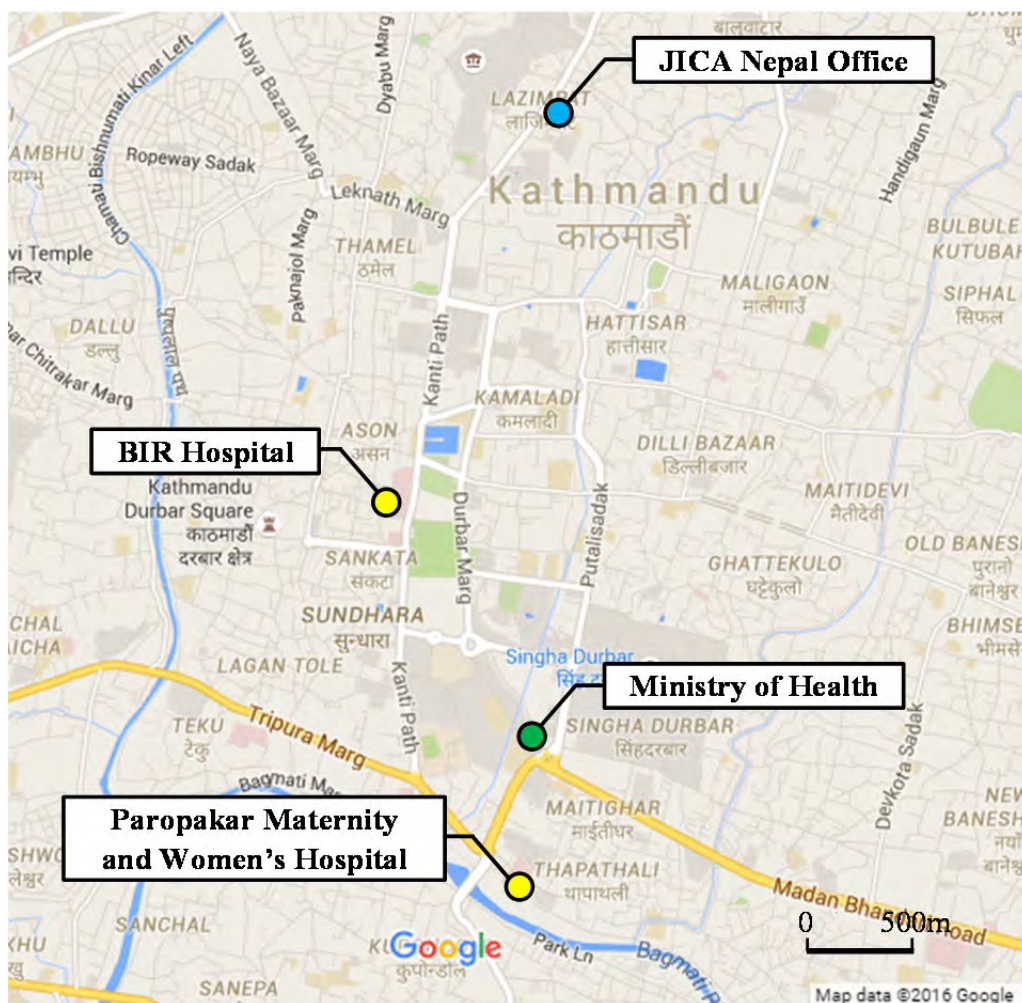 बालुवाटार
JICA Nepal Office
Chamati Bishnumati Kinar Left
Naya Bazaar Marg
Dyabu Marg
LAZIMPAT
Handigaun Marg
AMBHU
Ropeway Sadak
Leknath Marg
Kathmandu
काठमाडौं
BULBULE
KUTUBAH
vi Temple
न्दिर
Paknajol Marg
THAMEL
ठमेल
MALIGAON
मालीगाउँ
SIPHAL
सिफल
DALLU
डल्लु
HATTISAR
हात्तीसार
ar Chitrakar Marg
Kanti Path
KAMALADI
कमलादी
ASON
असन
BIR Hospital
DILLI BAZAAR
डिल्लीबजार
Kathmandu
Durbar Square
काठमाडौं
दरबार क्षेत्र
MAITIDEVI
मैतीदेवी
Durbar Marg
Putalisadak
SANKATA
संकटा
GHATTEKULO
घट्टेकुलो
OLD BANESH
पुरानो
बानेश्वर
SUNDHARA
सुन्धारा
CHAL
AICHA
BHIMSE
भीमसे
LAGAN TOLE
Singha Durbar
Kanti Path
Ministry of Health
TEKU
टेकु
Tripura Marg
SINGHA DURBAR
सिंहदरबार
Devkota Sadak
Bagmati Ma
MAITIGHAR
माईतीघर
NEW
BANESH
नयाँ
बानेश्वर
Paropakar Maternity
and Women's Hospital
SHWO
लेश्वर
THAPATHALI
थापाथली
Madan Bhandari Road
0 500m
SANCHAL
Google
कुपोन्डोल
Park Ln
Bagmati
KHU
SANEPA
Map data ©2016 Google